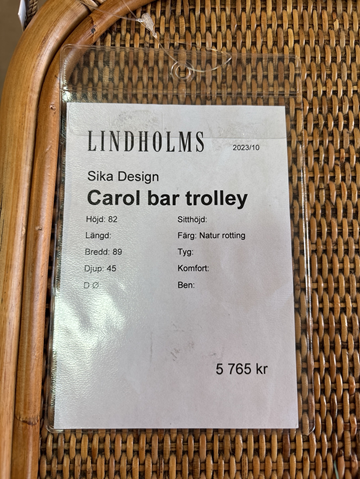 LINDHOLMS 2023/10
Sika Design
Carol bar trolley
Höjd: 82 Sitthöjd:
Längd: Färg: Natur rotting
Bredd: 89 Tyg:
Djup: 45 Komfort:
D Ø Ben:
5 765 kr